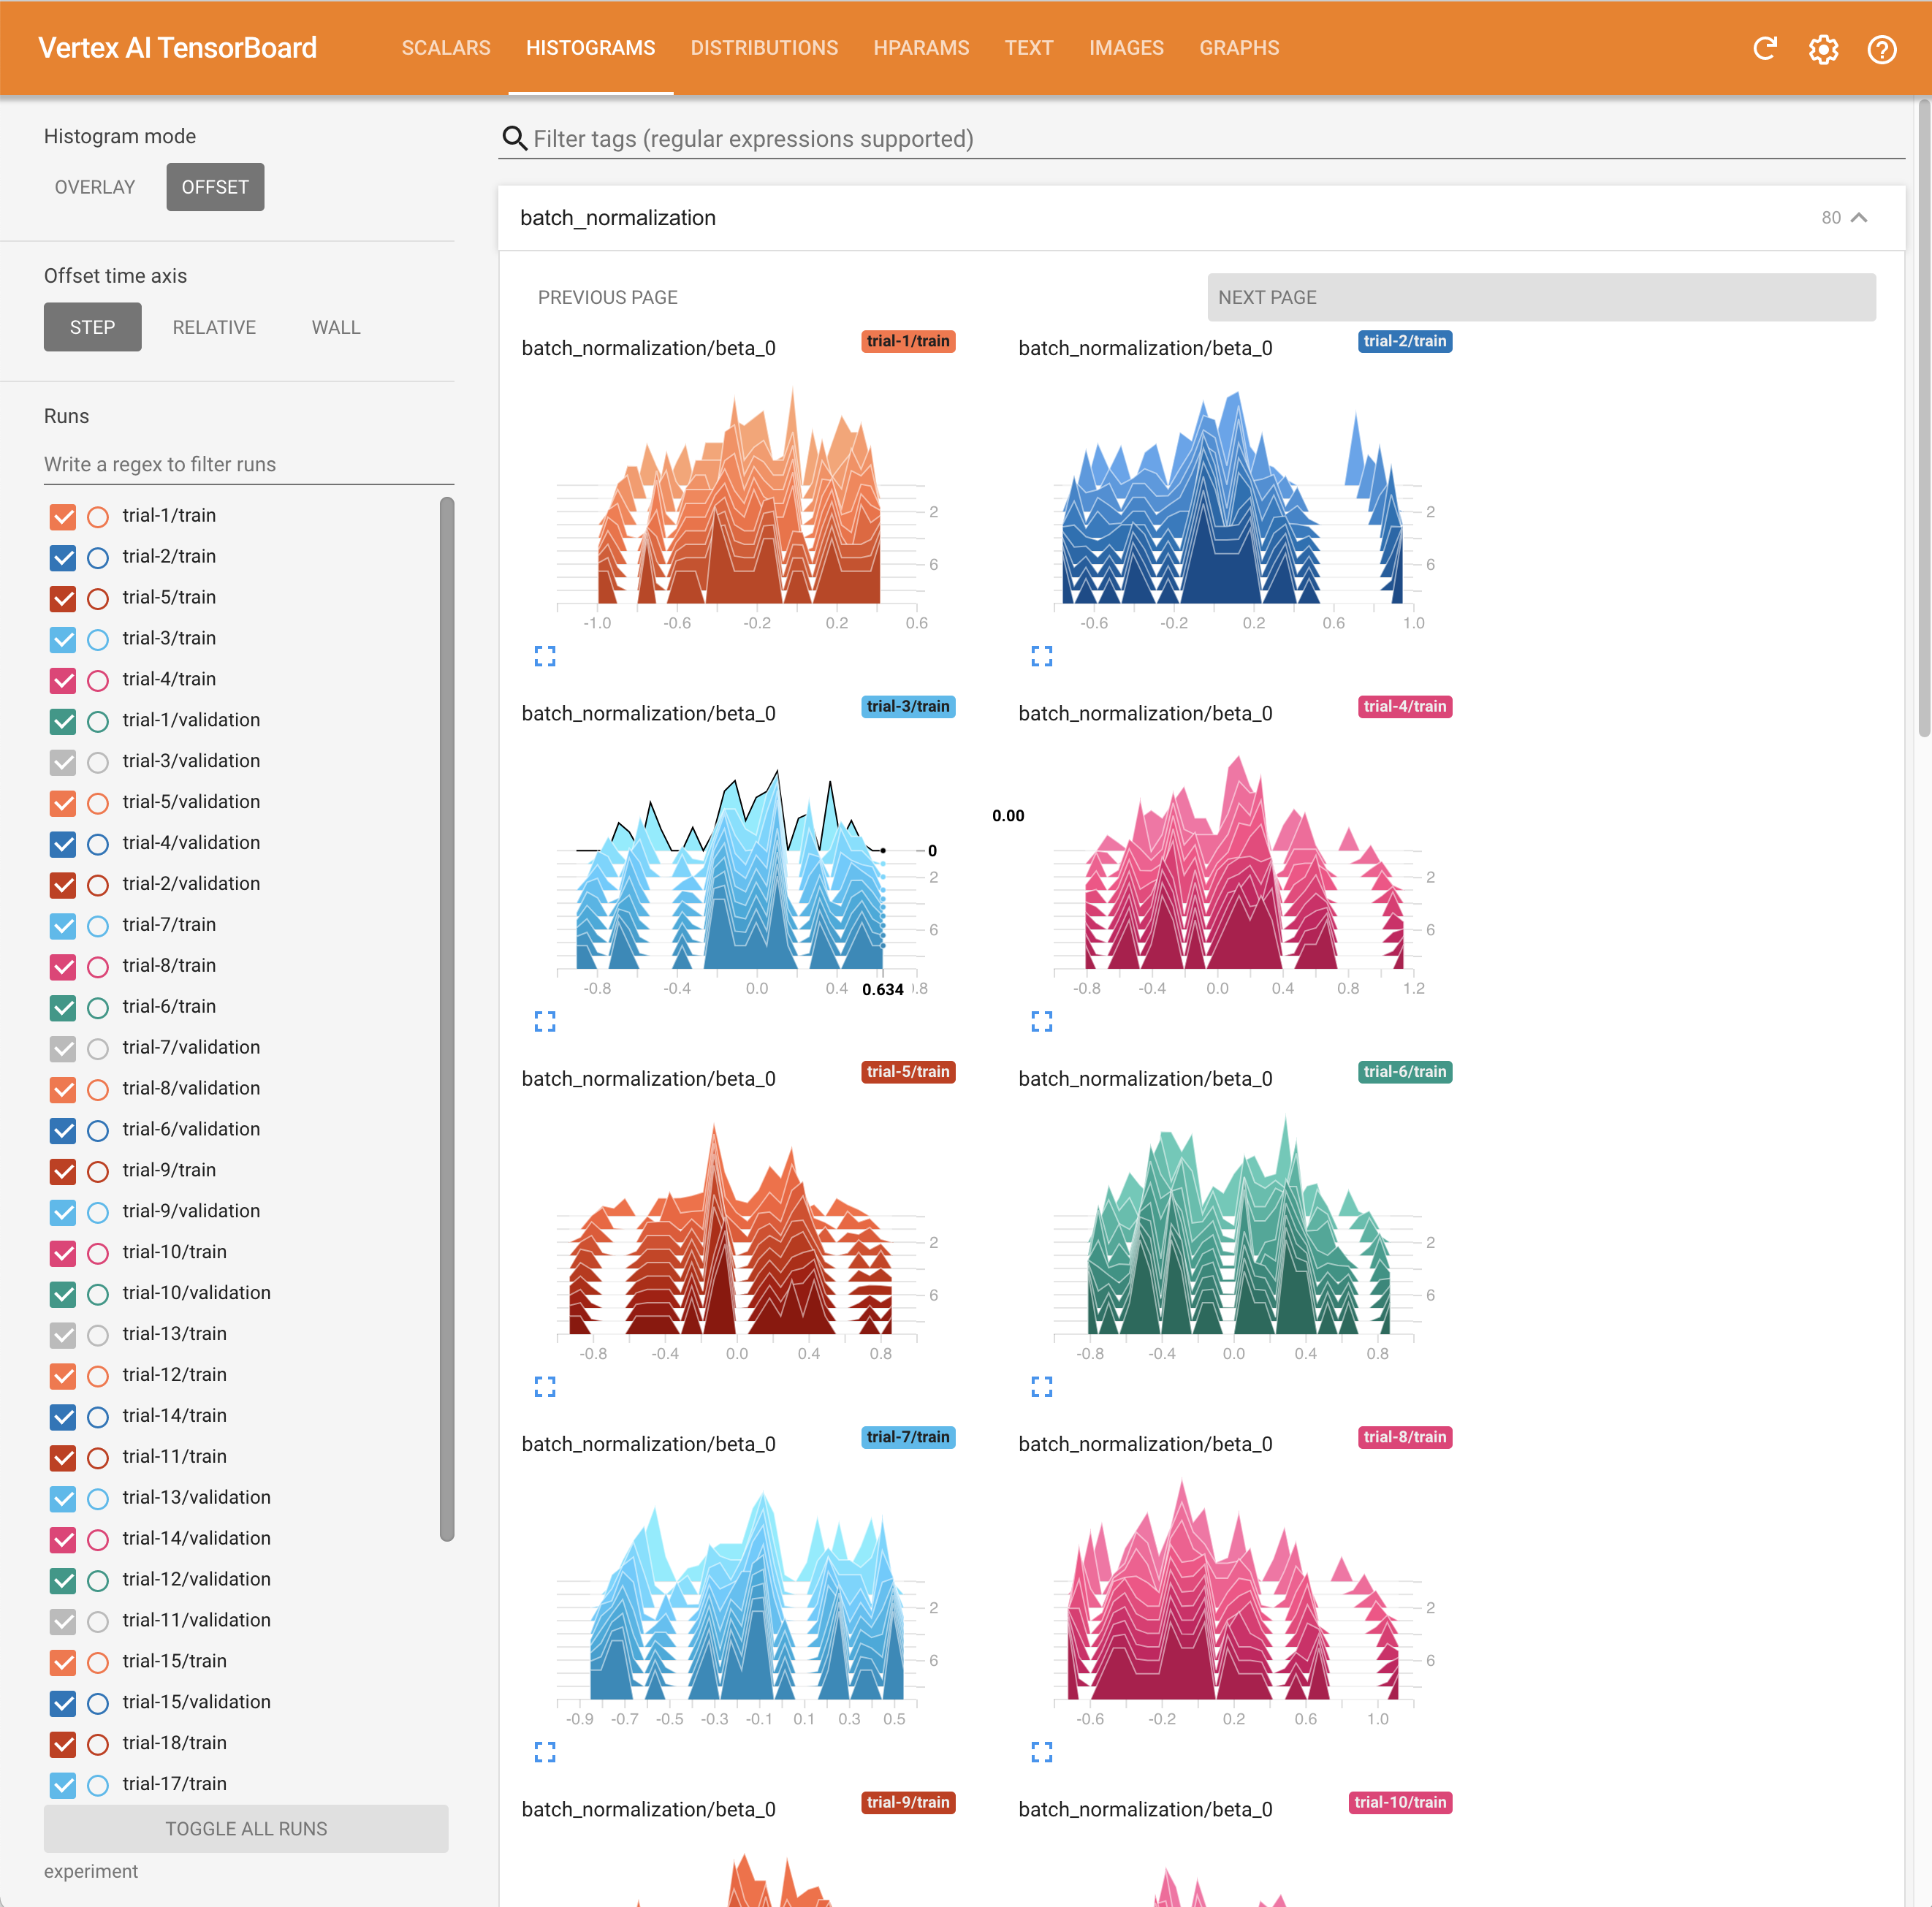 Vertex AI TensorBoard SCALARS HISTOGRAMS DISTRIBUTIONS HPARAMS TEXT IMAGES GRAPHS
Histogram mode
OVERLAY OFFSET
Offset time axis
STEP RELATIVE WALL
Runs
Write a regex to filter runs
trial-1/train
trial-2/train
trial-5/train
trial-3/train
trial-4/train
trial-1/validation
trial-3/validation
trial-5/validation
trial-4/validation
trial-2/validation
trial-7/train
trial-8/train
trial-6/train
trial-7/validation
trial-8/validation
trial-6/validation
trial-9/train
trial-9/validation
trial-10/train
trial-10/validation
trial-13/train
trial-12/train
trial-14/train
trial-11/train
trial-13/validation
trial-14/validation
trial-12/validation
trial-11/validation
trial-15/train
trial-15/validation
trial-18/train
trial-17/train
TOGGLE ALL RUNS
experiment
Filter tags (regular expressions supported)
batch_normalization 80
PREVIOUS PAGE NEXT PAGE
batch_normalization/beta_0 trial-1/train
2
6
-1.0 -0.6 -0.2 0.2 0.6
batch_normalization/beta_0 trial-2/train
2
6
-0.6 -0.2 0.2 0.6 1.0
batch_normalization/beta_0 trial-3/train
0.00
0
2
6
-0.8 -0.4 0.0 0.4 0.634 .8
batch_normalization/beta_0 trial-4/train
2
6
-0.8 -0.4 0.0 0.4 0.8 1.2
batch_normalization/beta_0 trial-5/train
2
6
-0.8 -0.4 0.0 0.4 0.8
batch_normalization/beta_0 trial-6/train
2
6
-0.8 -0.4 0.0 0.4 0.8
batch_normalization/beta_0 trial-7/train
2
6
-0.9 -0.7 -0.5 -0.3 -0.1 0.1 0.3 0.5
batch_normalization/beta_0 trial-8/train
2
6
-0.6 -0.2 0.2 0.6 1.0
batch_normalization/beta_0 trial-9/train
batch_normalization/beta_0 trial-10/train